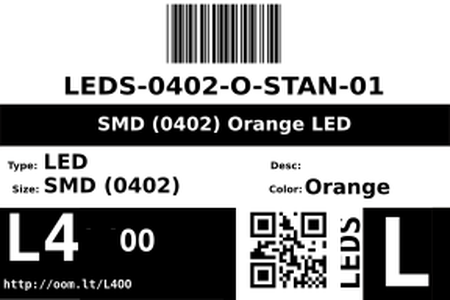 LEDS-0402-O-STAN-01
SMD (0402) Orange LED
Type: LED
Desc:
Size: SMD (0402)
Color: Orange
L4 00
http://oom.lt/L400
LEDS
L